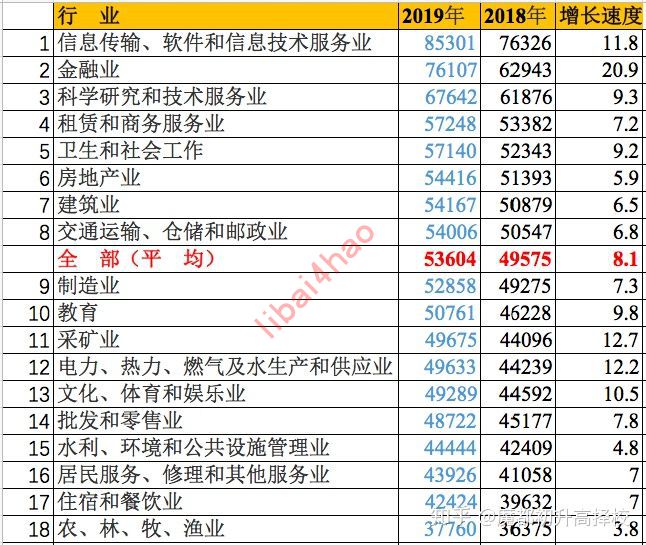 行 业 2019年 2018年 增长速度
1 信息传输、软件和信息技术服务业 85301 76326 11.8
2 金融业 76107 62943 20.9
3 科学研究和技术服务业 67642 61876 9.3
4 租赁和商务服务业 57248 53382 7.2
5 卫生和社会工作 57140 52343 9.2
6 房地产业 54416 51393 5.9
7 建筑业 54167 50879 6.5
8 交通运输、仓储和邮政业 54006 50547 6.8
全 部（平 均） 53604 49575 8.1
9 制造业 52858 49275 7.3
10 教育 50761 46228 9.8
11 采矿业 49675 44096 12.7
12 电力、热力、燃气及水生产和供应业 49633 44239 12.2
13 文化、体育和娱乐业 49289 44592 10.5
14 批发和零售业 48722 45177 7.8
15 水利、环境和公共设施管理业 44444 42409 4.8
16 居民服务、修理和其他服务业 43926 41058 7
17 住宿和餐饮业 42424 39632 7
18 农、林、牧、渔业 37760 36375 3.8
libai4hao
知乎 @魔都初升高择校